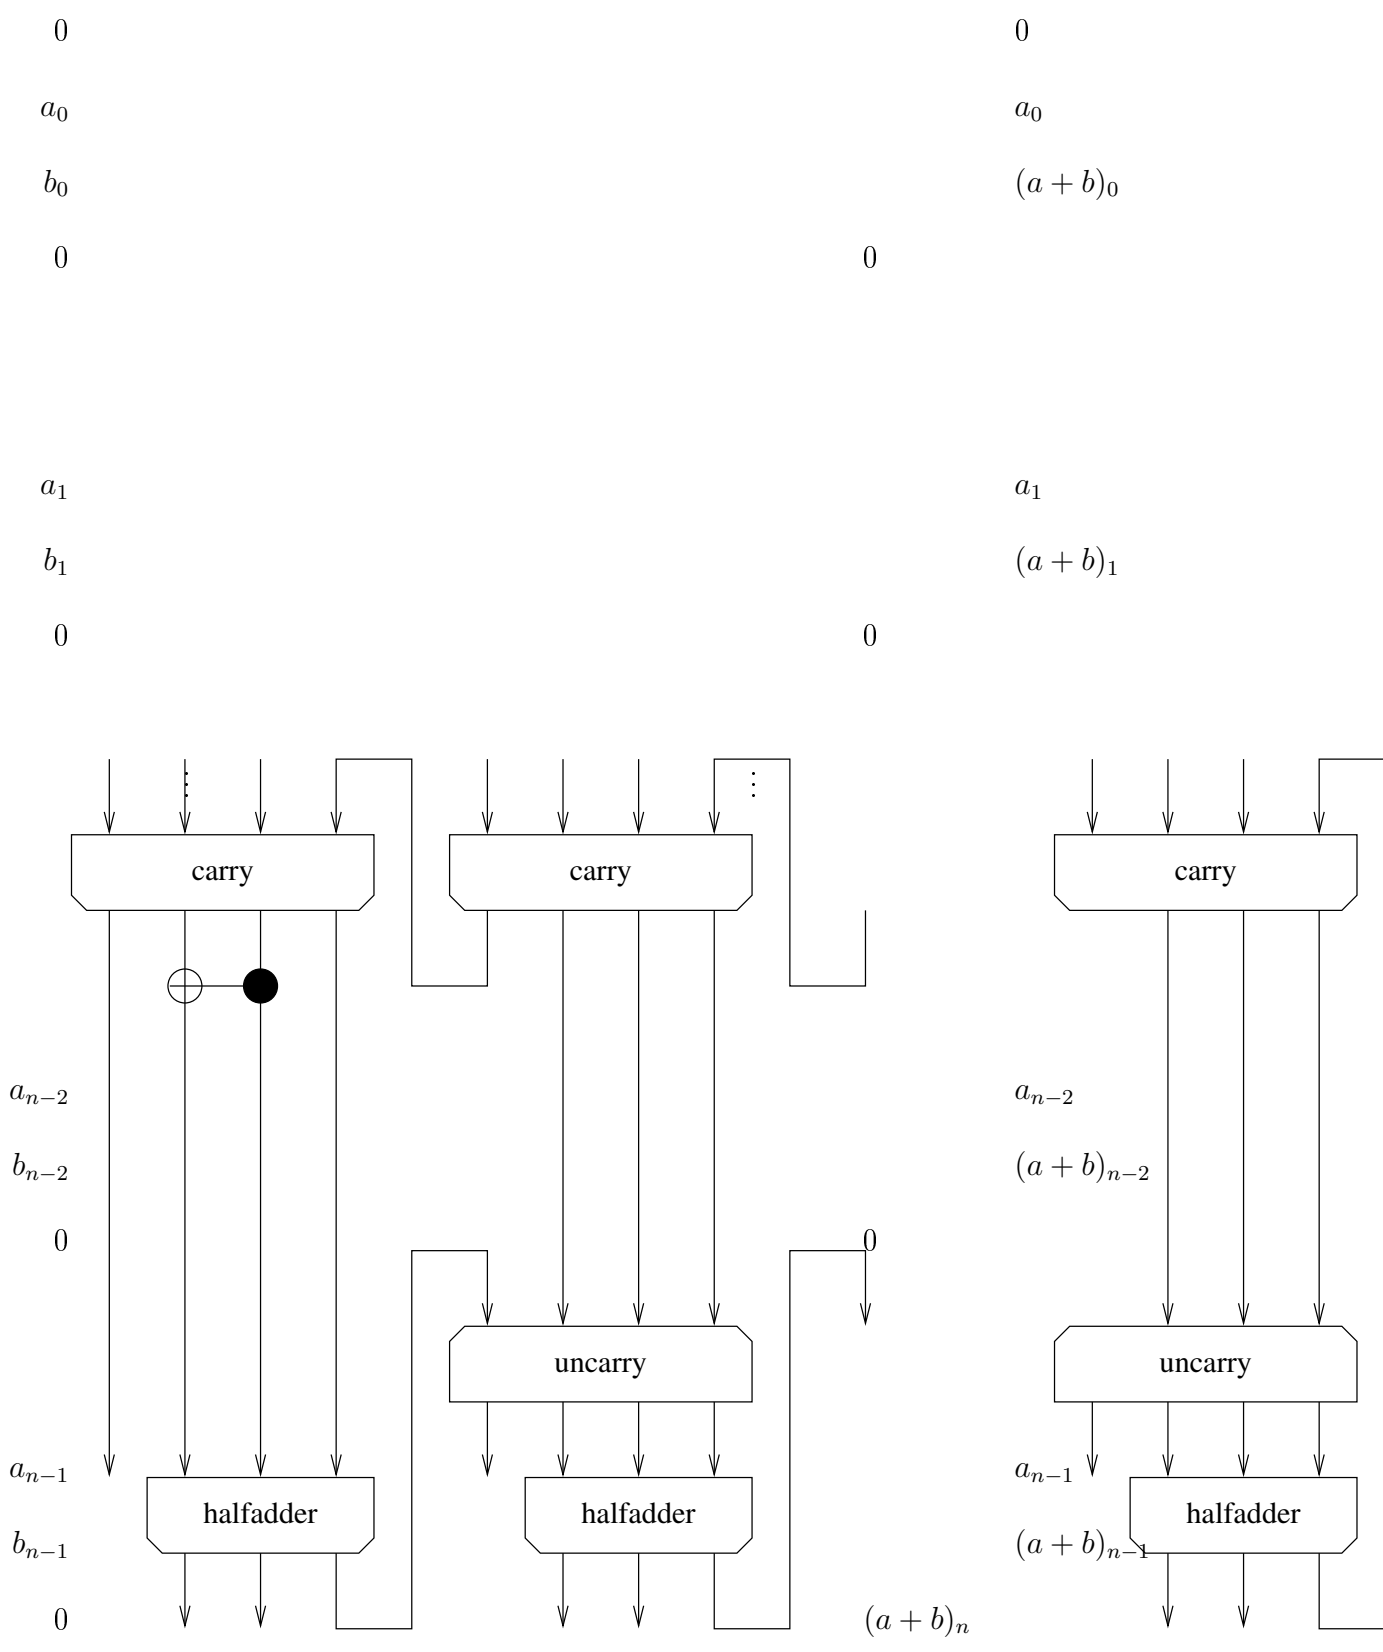 0 0
a_0 a_0
b_0 (a + b)_0
0 0
a_1 a_1
b_1 (a + b)_1
0 0
⋮ ⋮
carry carry carry
a_{n−2} a_{n−2}
b_{n−2} (a + b)_{n−2}
0 0
uncarry uncarry
a_{n−1} a_{n−1}
halfadder halfadder halfadder
b_{n−1} (a + b)_{n−1}
0 (a + b)_n